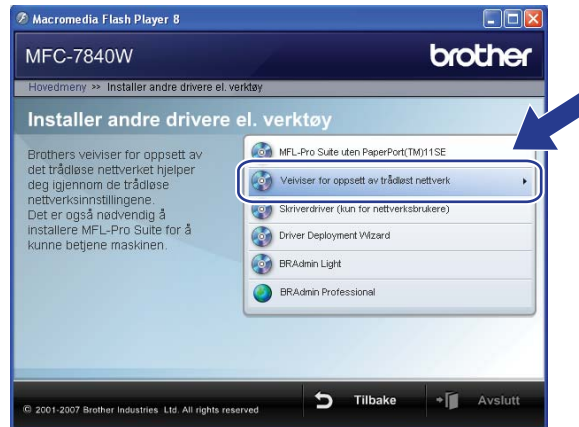 Macromedia Flash Player 8
MFC-7840W
brother
Hovedmeny >> Installer andre drivere el. verktøy
Installer andre drivere el. verktøy
Brothers veiviser for oppsett av
det trådløse nettverket hjelper
deg igjennom de trådløse
nettverksinnstillingene.
Det er også nødvendig å
installere MFL-Pro Suite for å
kunne betjene maskinen.
MFL-Pro Suite uten PaperPort(TM)11SE
Veiviser for oppsett av trådløst nettverk
Skriverdriver (kun for nettverksbrukere)
Driver Deployment Wizard
BRAdmin Light
BRAdmin Professional
© 2001-2007 Brother Industries Ltd. All rights reserved
Tilbake
Avslutt